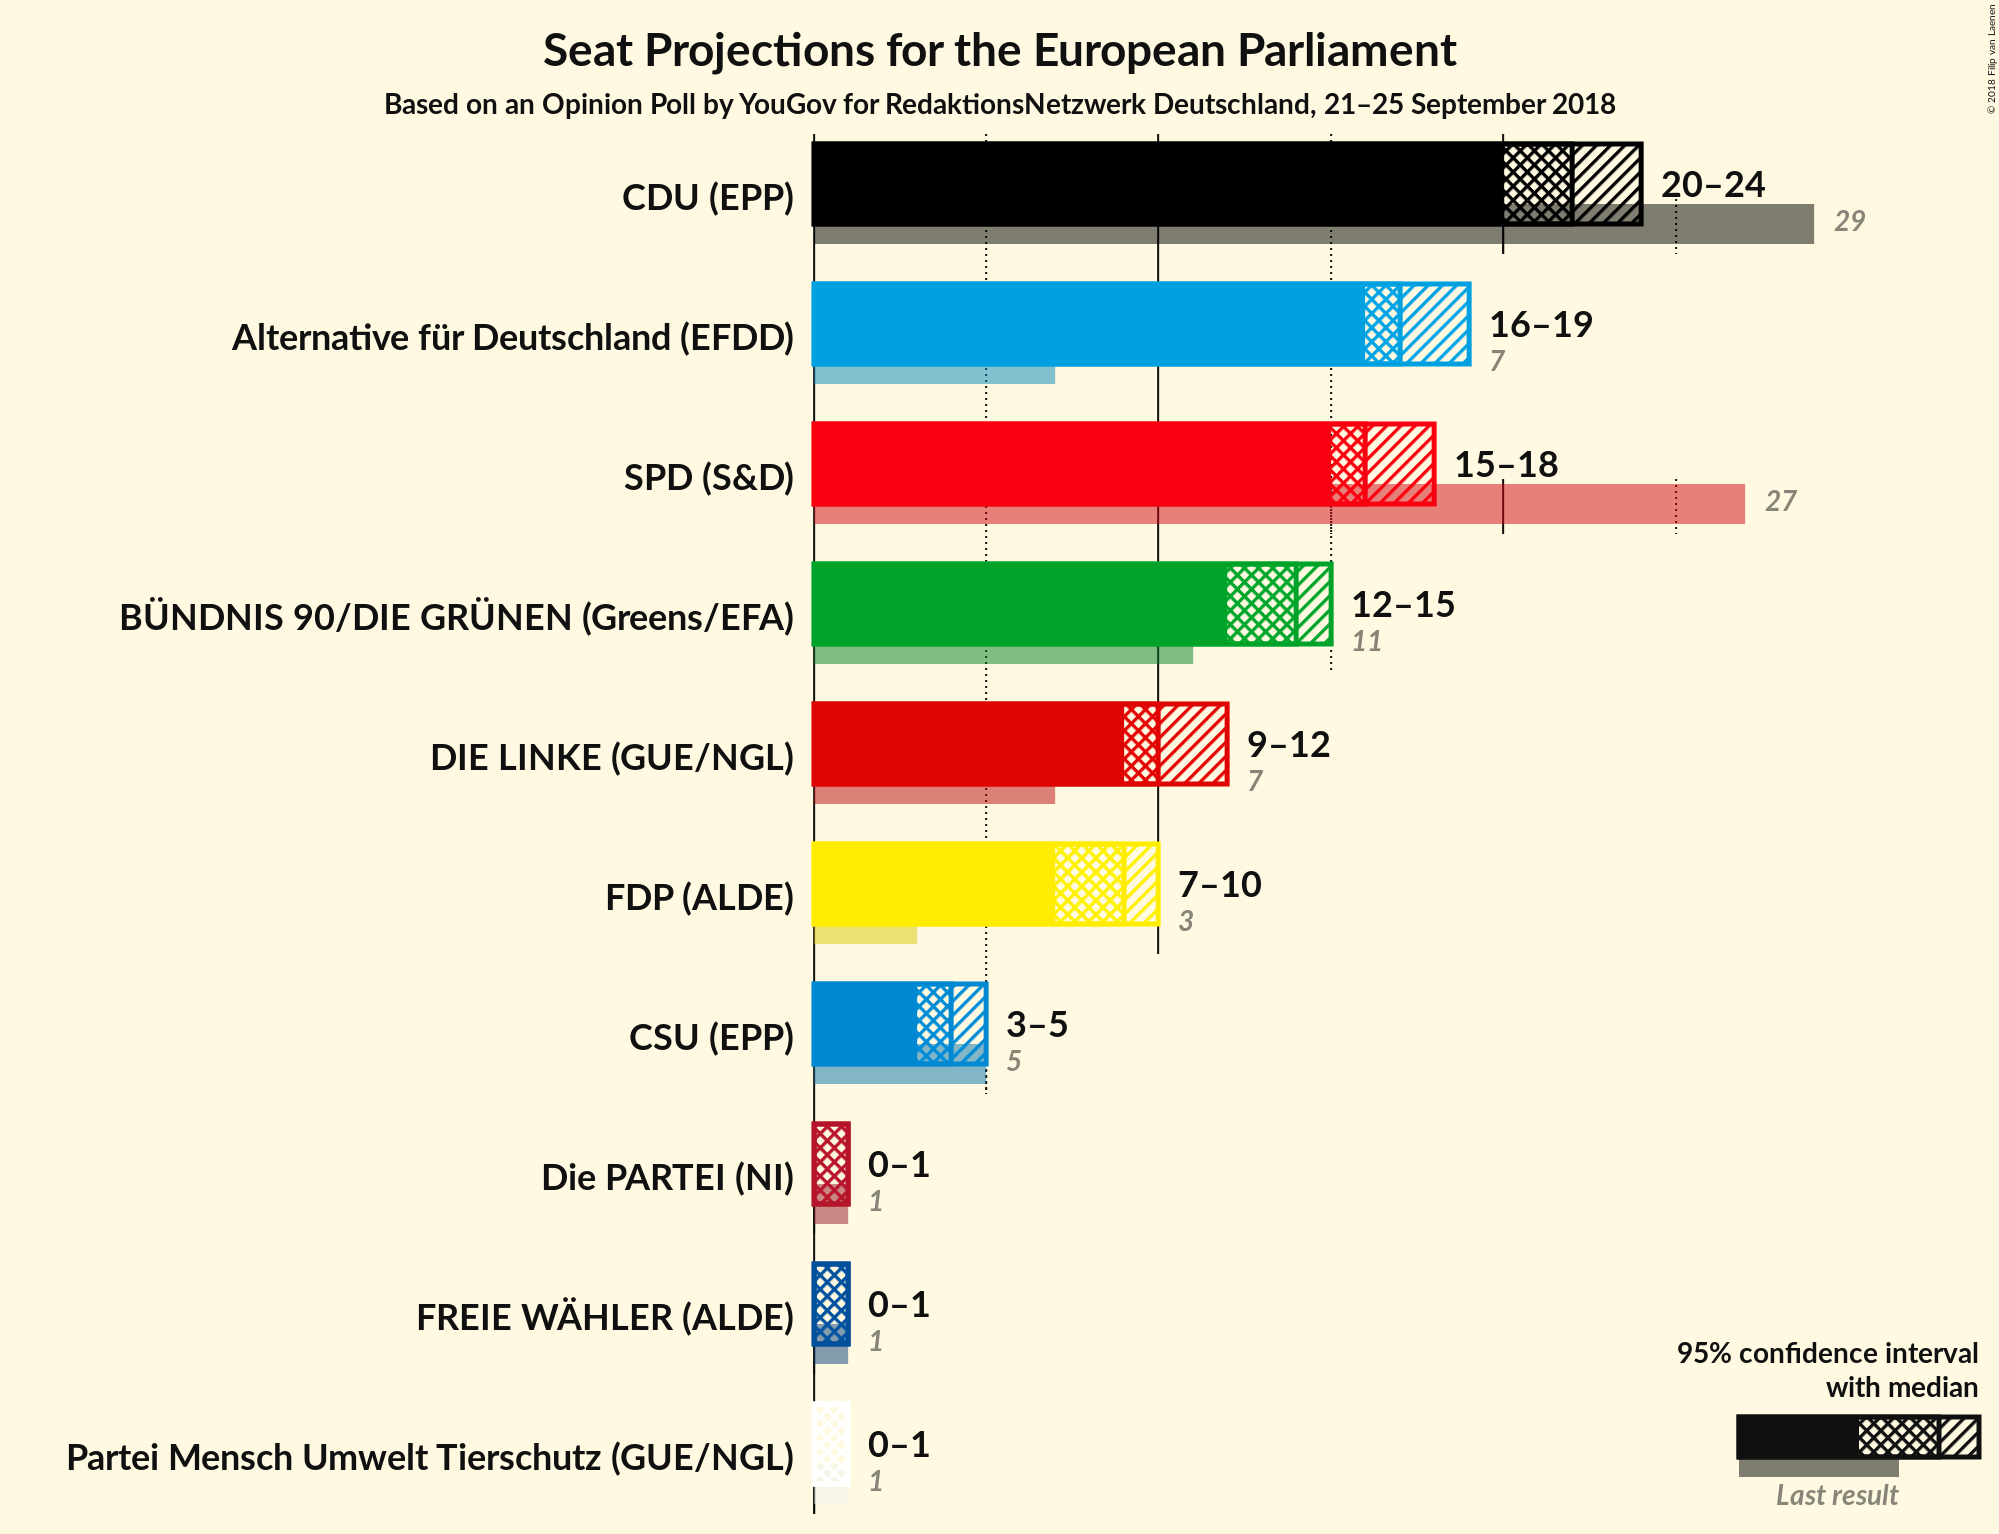 Seat Projections for the European Parliament
Based on an Opinion Poll by YouGov for RedaktionsNetzwerk Deutschland, 21–25 September 2018
© 2018 Filip van Laenen
CDU (EPP)
20–24
29
Alternative für Deutschland (EFDD)
16–19
7
SPD (S&D)
15–18
27
BÜNDNIS 90/DIE GRÜNEN (Greens/EFA)
12–15
11
DIE LINKE (GUE/NGL)
9–12
7
FDP (ALDE)
7–10
3
CSU (EPP)
3–5
5
Die PARTEI (NI)
0–1
1
FREIE WÄHLER (ALDE)
0–1
1
Partei Mensch Umwelt Tierschutz (GUE/NGL)
0–1
1
95% confidence interval
with median
Last result